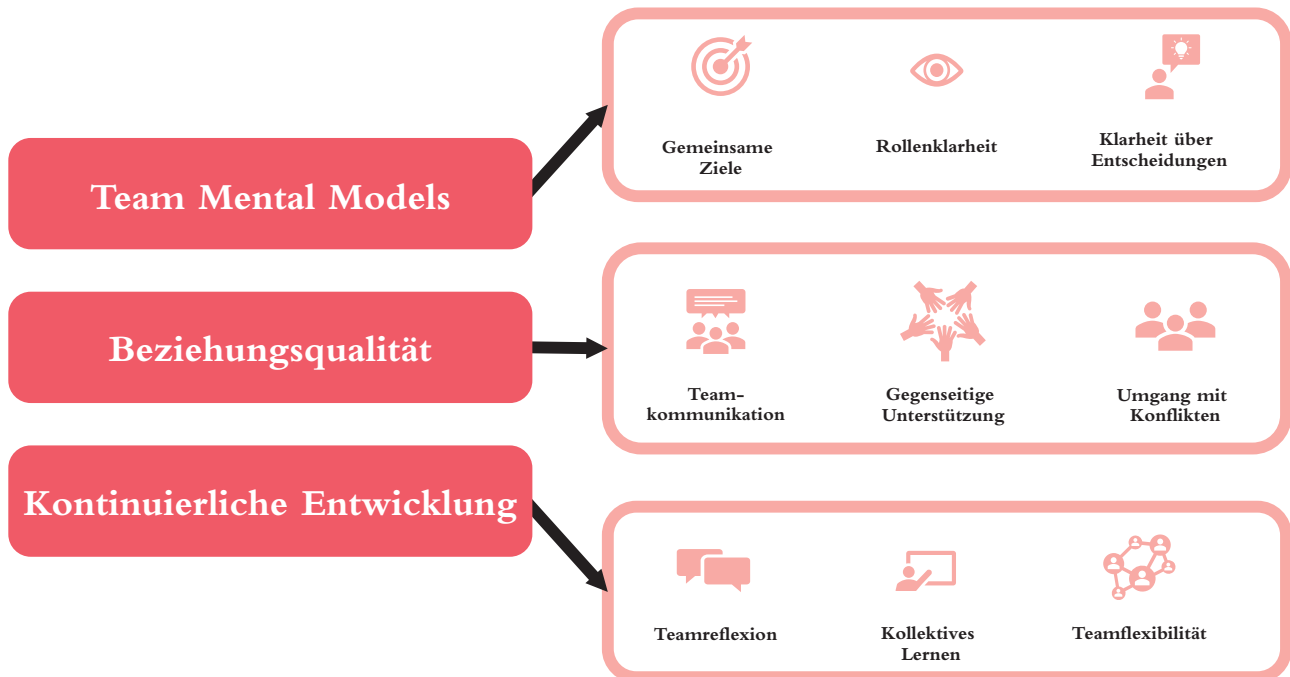 Team Mental Models
Gemeinsame
Ziele
Rollenklarheit
Klarheit über
Entscheidungen
Beziehungsqualität
Team-
kommunikation
Gegenseitige
Unterstützung
Umgang mit
Konflikten
Kontinuierliche Entwicklung
Teamreflexion
Kollektives
Lernen
Teamflexibilität